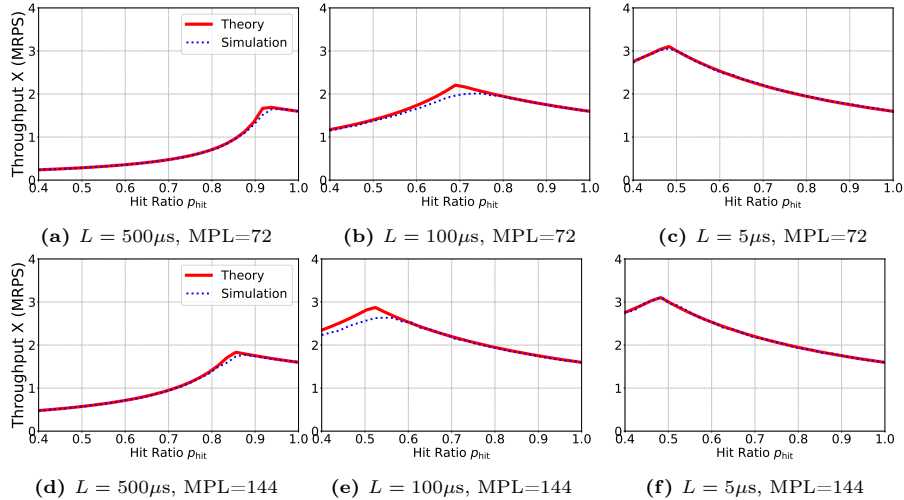 Throughput X (MRPS)
4
3
2
1
0
Theory
Simulation
0.4 0.5 0.6 0.7 0.8 0.9 1.0
Hit Ratio p_hit
(a) L = 500μs, MPL=72
4
3
2
1
0
0.4 0.5 0.6 0.7 0.8 0.9 1.0
Hit Ratio p_hit
(b) L = 100μs, MPL=72
4
3
2
1
0
0.4 0.5 0.6 0.7 0.8 0.9 1.0
Hit Ratio p_hit
(c) L = 5μs, MPL=72
Throughput X (MRPS)
4
3
2
1
0
Theory
Simulation
0.4 0.5 0.6 0.7 0.8 0.9 1.0
Hit Ratio p_hit
(d) L = 500μs, MPL=144
4
3
2
1
0
0.4 0.5 0.6 0.7 0.8 0.9 1.0
Hit Ratio p_hit
(e) L = 100μs, MPL=144
4
3
2
1
0
0.4 0.5 0.6 0.7 0.8 0.9 1.0
Hit Ratio p_hit
(f) L = 5μs, MPL=144